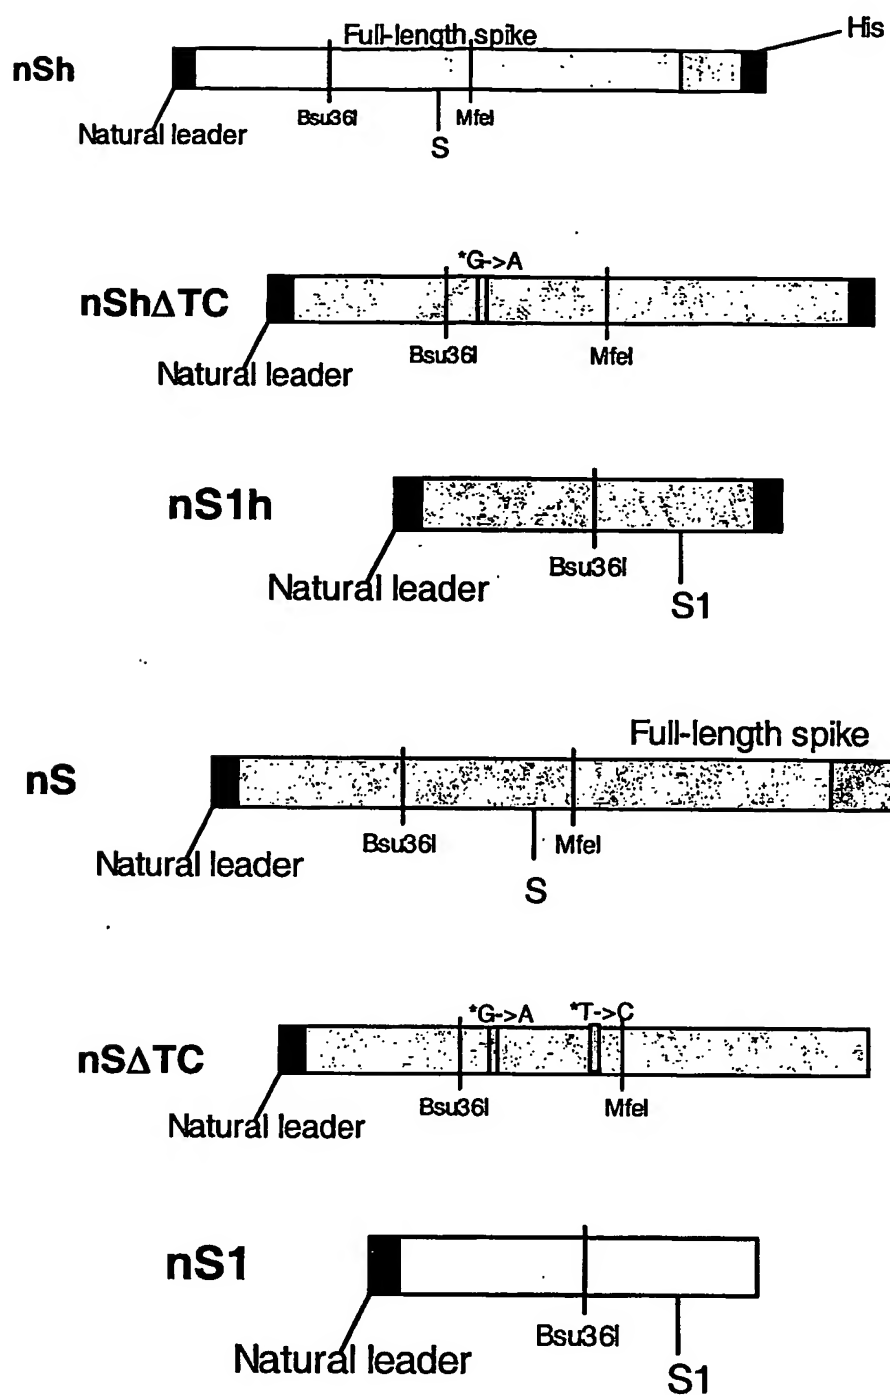 Full-length spike
His
nSh
Natural leader
Bsu36I
MfeI
S
*G->A
nShΔTC
Bsu36I
MfeI
Natural leader
nS1h
Natural leader
Bsu36I
S1
Full-length spike
nS
Natural leader
Bsu36I
MfeI
S
*G->A *T->C
nSΔTC
Bsu36I
MfeI
Natural leader
nS1
Natural leader
Bsu36I
S1